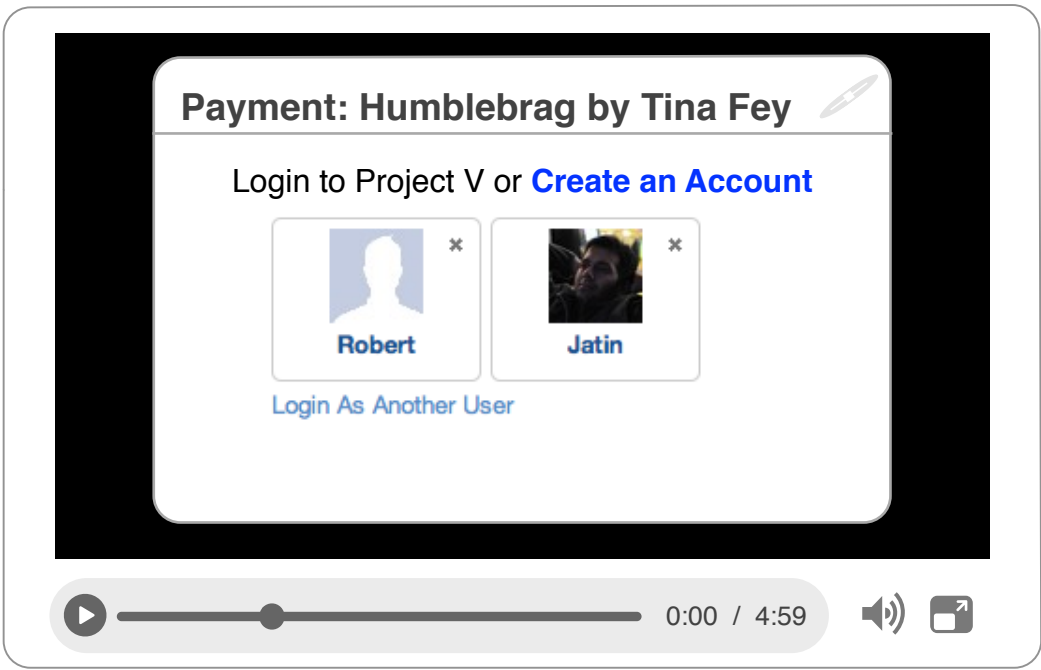 Payment: Humblebrag by Tina Fey
Login to Project V or Create an Account
Robert Jatin
Login As Another User
0:00 / 4:59